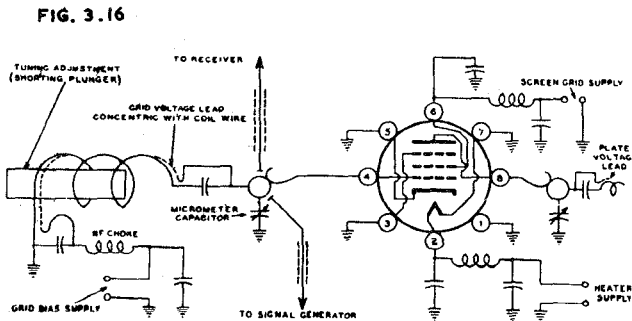 FIG. 3.16
TUNING ADJUSTMENT
(SHORTING PLUNGER)
TO RECEIVER
GRID VOLTAGE LEAD
CONCENTRIC WITH COIL WIRE
SCREEN GRID SUPPLY
PLATE
VOLTAGE
LEAD
6
5
7
4
8
3
1
2
MICROMETER
CAPACITOR
RF CHOKE
GRID BIAS SUPPLY
TO SIGNAL GENERATOR
HEATER
SUPPLY